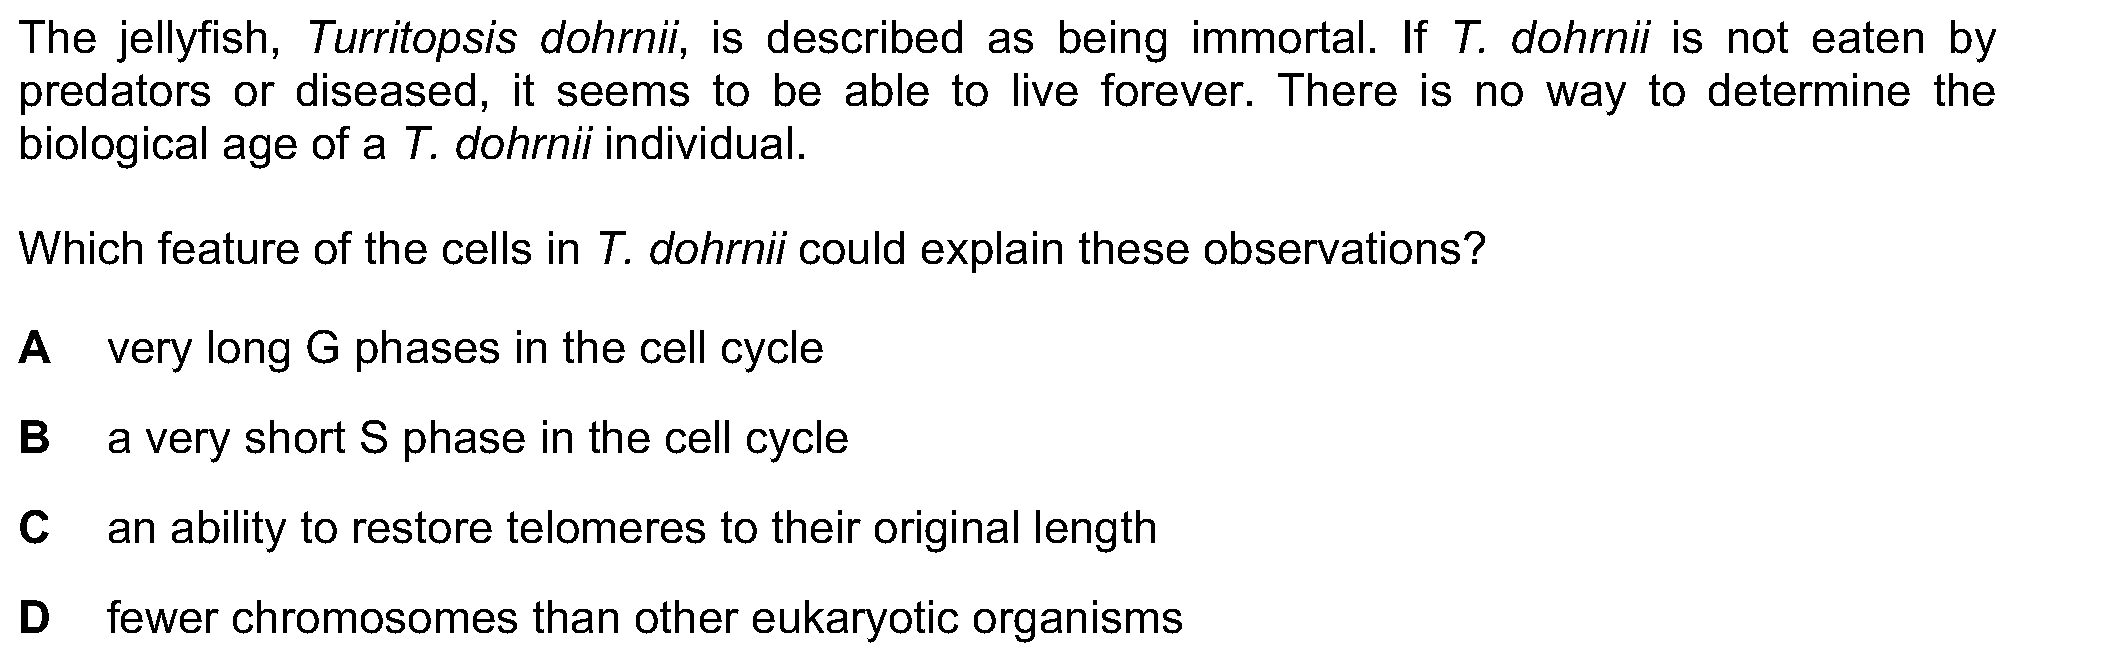 The jellyfish, Turritopsis dohrnii, is described as being immortal. If T. dohrnii is not eaten by
predators or diseased, it seems to be able to live forever. There is no way to determine the
biological age of a T. dohrnii individual.
Which feature of the cells in T. dohrnii could explain these observations?
A very long G phases in the cell cycle
B a very short S phase in the cell cycle
C an ability to restore telomeres to their original length
D fewer chromosomes than other eukaryotic organisms